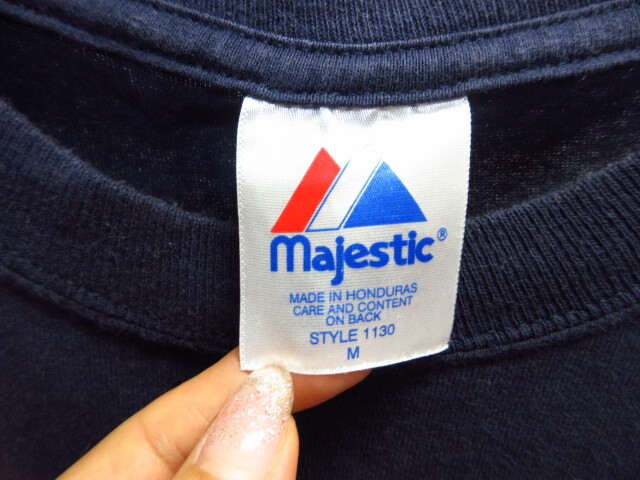 majestic®
MADE IN HONDURAS
CARE AND CONTENT
ON BACK
STYLE 1130
M